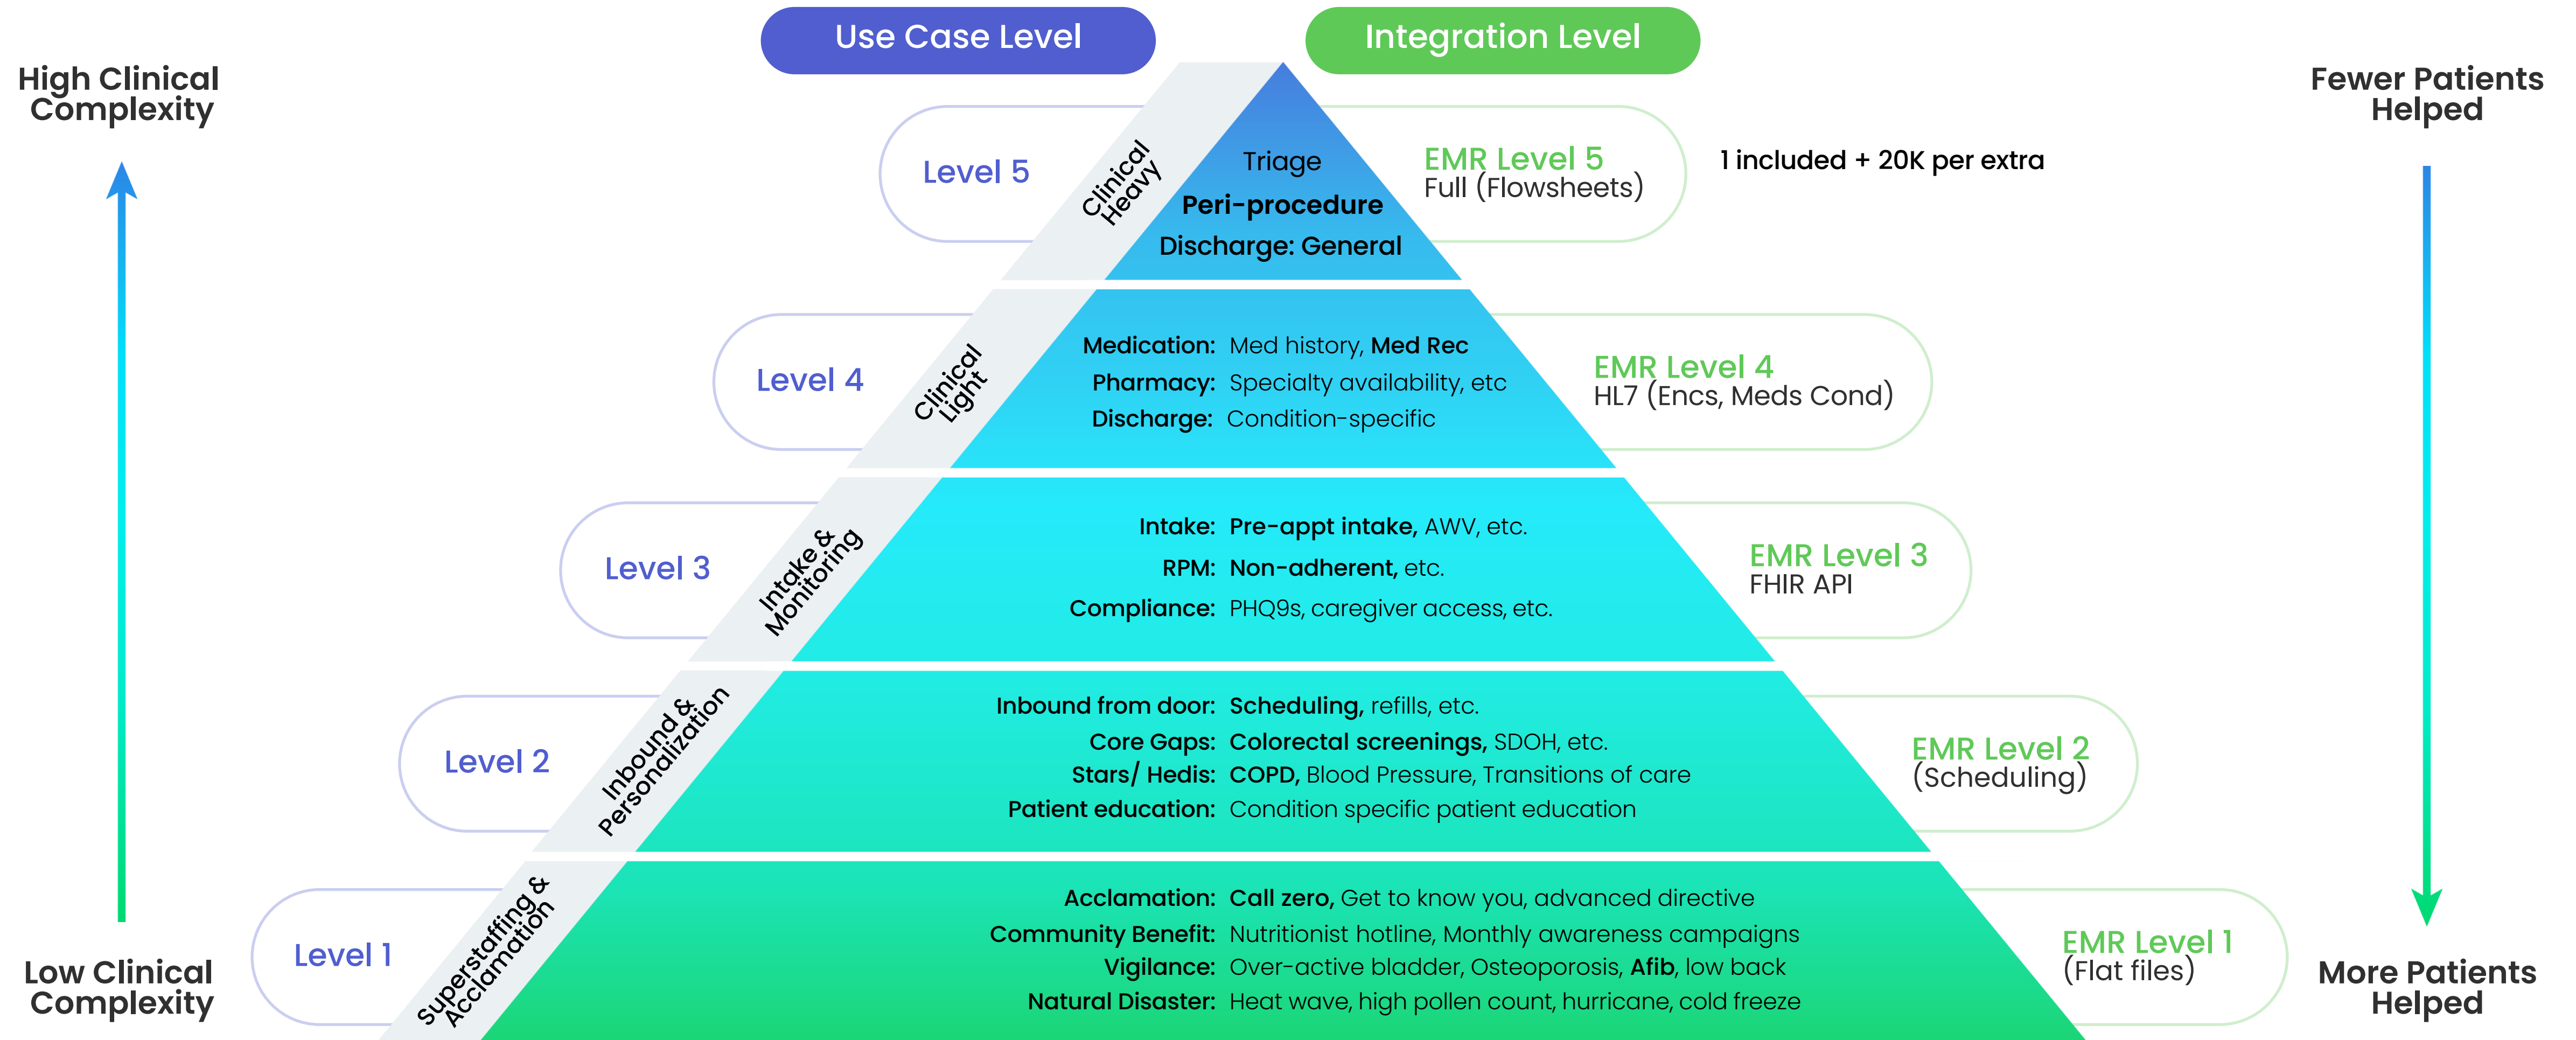 Use Case Level
Integration Level
High Clinical
Complexity
Fewer Patients
Helped
Level 5
Clinical
Heavy
Triage
Peri-procedure
Discharge: General
EMR Level 5
Full (Flowsheets)
1 included + 20K per extra
Level 4
Clinical
Light
Medication: Med history, Med Rec
Pharmacy: Specialty availability, etc
Discharge: Condition-specific
EMR Level 4
HL7 (Encs, Meds Cond)
Level 3
Intake &
Monitoring
Intake: Pre-appt intake, AWV, etc.
RPM: Non-adherent, etc.
Compliance: PHQ9s, caregiver access, etc.
EMR Level 3
FHIR API
Level 2
Inbound &
Personalization
Inbound from door: Scheduling, refills, etc.
Core Gaps: Colorectal screenings, SDOH, etc.
Stars/ Hedis: COPD, Blood Pressure, Transitions of care
Patient education: Condition specific patient education
EMR Level 2
(Scheduling)
Level 1
Superstaffing &
Acclamation
Acclamation: Call zero, Get to know you, advanced directive
Community Benefit: Nutritionist hotline, Monthly awareness campaigns
Vigilance: Over-active bladder, Osteoporosis, Afib, low back
Natural Disaster: Heat wave, high pollen count, hurricane, cold freeze
EMR Level 1
(Flat files)
Low Clinical
Complexity
More Patients
Helped